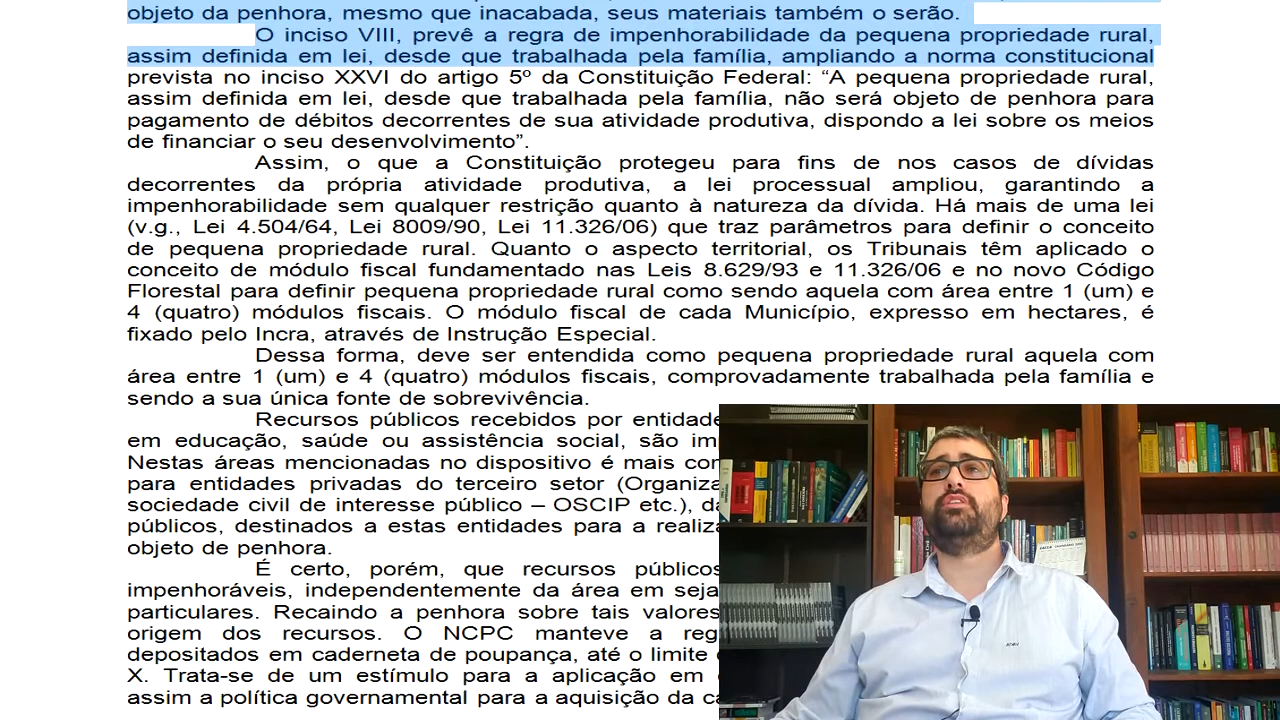 objeto da penhora, mesmo que inacabada, seus materiais também o serão.
O inciso VIII, prevê a regra de impenhorabilidade da pequena propriedade rural,
assim definida em lei, desde que trabalhada pela família, ampliando a norma constitucional
prevista no inciso XXVI do artigo 5º da Constituição Federal: “A pequena propriedade rural,
assim definida em lei, desde que trabalhada pela família, não será objeto de penhora para
pagamento de débitos decorrentes de sua atividade produtiva, dispondo a lei sobre os meios
de financiar o seu desenvolvimento”.
Assim, o que a Constituição protegeu para fins de nos casos de dívidas
decorrentes da própria atividade produtiva, a lei processual ampliou, garantindo a
impenhorabilidade sem qualquer restrição quanto à natureza da dívida. Há mais de uma lei
(v.g., Lei 4.504/64, Lei 8009/90, Lei 11.326/06) que traz parâmetros para definir o conceito
de pequena propriedade rural. Quanto o aspecto territorial, os Tribunais têm aplicado o
conceito de módulo fiscal fundamentado nas Leis 8.629/93 e 11.326/06 e no novo Código
Florestal para definir pequena propriedade rural como sendo aquela com área entre 1 (um) e
4 (quatro) módulos fiscais. O módulo fiscal de cada Município, expresso em hectares, é
fixado pelo Incra, através de Instrução Especial.
Dessa forma, deve ser entendida como pequena propriedade rural aquela com
área entre 1 (um) e 4 (quatro) módulos fiscais, comprovadamente trabalhada pela família e
sendo a sua única fonte de sobrevivência.
Recursos públicos recebidos por entidade
em educação, saúde ou assistência social, são
Nestas áreas mencionadas no dispositivo é mais
para entidades privadas do terceiro setor
sociedade civil de interesse público – OSCIP etc.),
públicos, destinados a estas entidades para a
objeto de penhora.
É certo, porém, que recursos públicos
impenhoráveis, independentemente da área em seja
particulares. Recaindo a penhora sobre tais valores
origem dos recursos. O NCPC manteve a
depositados em caderneta de poupança, até o limite
X. Trata-se de um estímulo para a aplicação em
assim a política governamental para a aquisição da